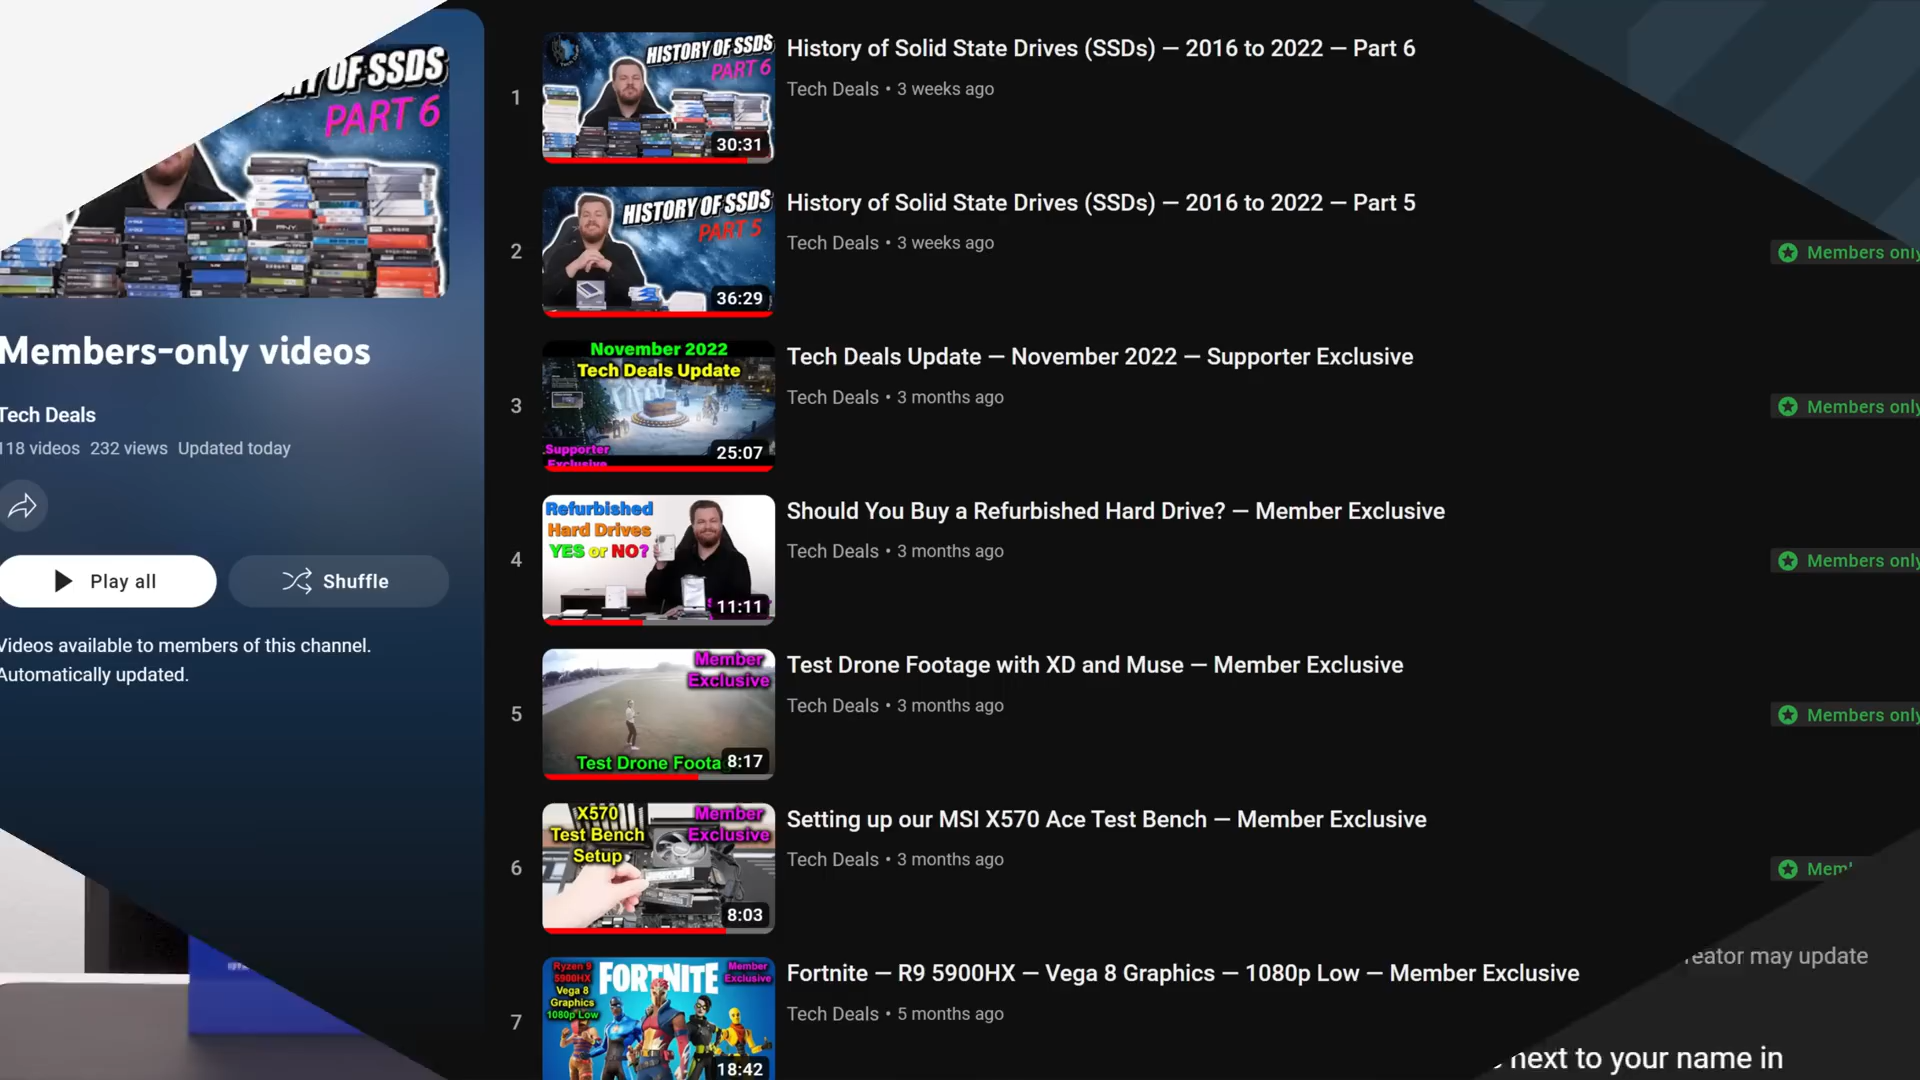 OF SSDS
PART 6
Members-only videos
Tech Deals
118 videos 232 views Updated today
Play all
Shuffle
Videos available to members of this channel.
Automatically updated.
1
HISTORY OF SSDS
PART 6
30:31
History of Solid State Drives (SSDs) — 2016 to 2022 — Part 6
Tech Deals • 3 weeks ago
2
HISTORY OF SSDS
PART 5
36:29
History of Solid State Drives (SSDs) — 2016 to 2022 — Part 5
Tech Deals • 3 weeks ago
Members only
3
November 2022
Tech Deals Update
Supporter
Exclusive
25:07
Tech Deals Update — November 2022 — Supporter Exclusive
Tech Deals • 3 months ago
Members only
4
Refurbished
Hard Drives
YES or NO?
11:11
Should You Buy a Refurbished Hard Drive? — Member Exclusive
Tech Deals • 3 months ago
Members only
5
Member
Exclusive
Test Drone Foota
8:17
Test Drone Footage with XD and Muse — Member Exclusive
Tech Deals • 3 months ago
Members only
6
X570
Test Bench
Setup
Member
Exclusive
8:03
Setting up our MSI X570 Ace Test Bench — Member Exclusive
Tech Deals • 3 months ago
Mem
7
Ryzen 9
5900HX
Vega 8
Graphics
1080p Low
FORTNITE
Member
Exclusive
18:42
Fortnite — R9 5900HX — Vega 8 Graphics — 1080p Low — Member Exclusive
Tech Deals • 5 months ago
reator may update
next to your name in